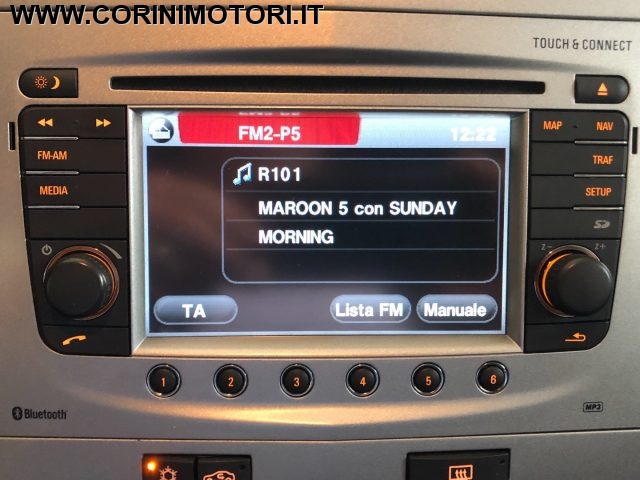 WWW.CORINIMOTORI.IT
TOUCH & CONNECT
FM2-P5
12:22
MAP
NAV
FM-AM
R101
TRAF
MEDIA
MAROON 5 con SUNDAY
SETUP
MORNING
SD
Z- Z+
TA
Lista FM
Manuale
1
2
3
4
5
6
Bluetooth
MP3